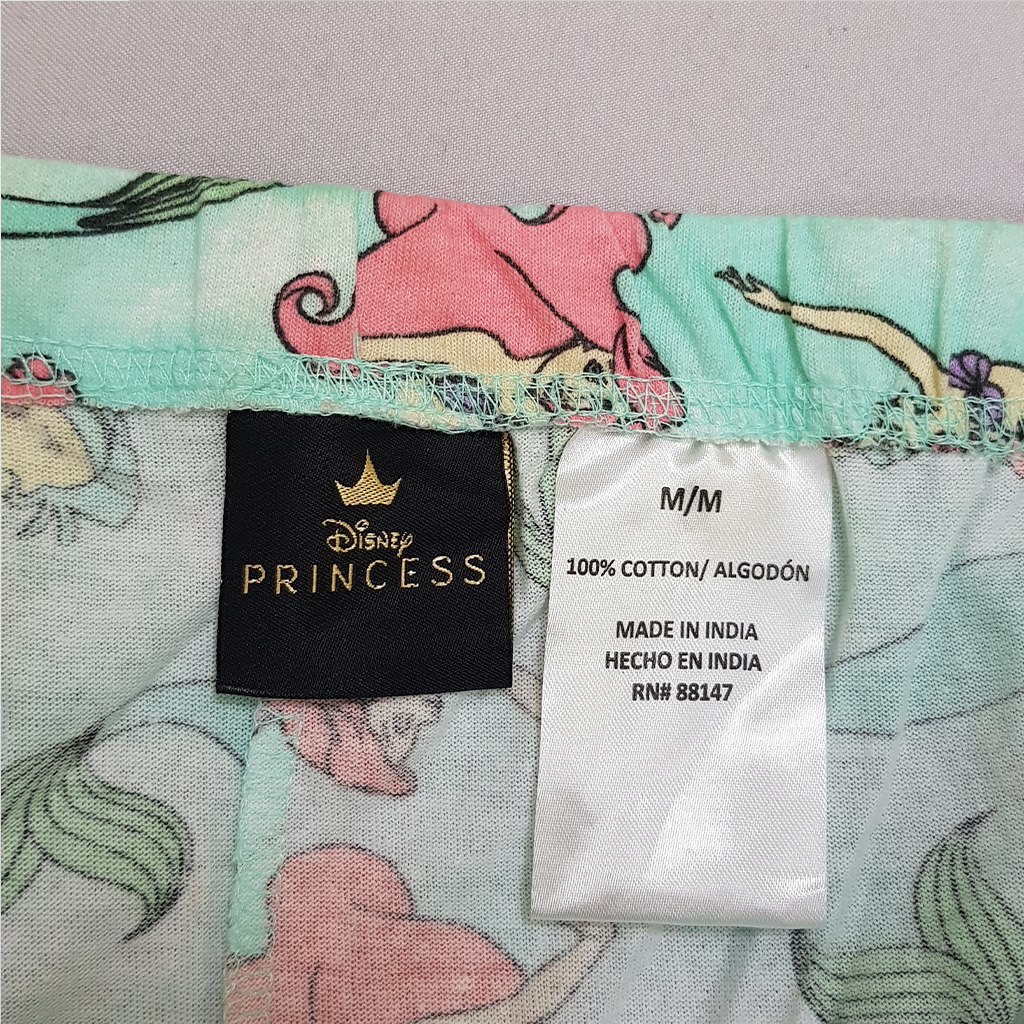 Disney
PRINCESS
M/M
100% COTTON/ ALGODÓN
MADE IN INDIA
HECHO EN INDIA
RN# 88147